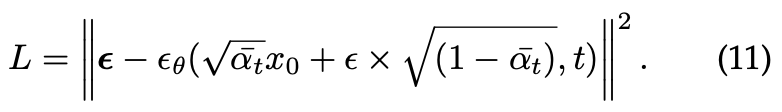 L = ‖ϵ − ϵ_θ(√ᾱ_t x_0 + ϵ × √(1 − ᾱ_t), t)‖² . (11)